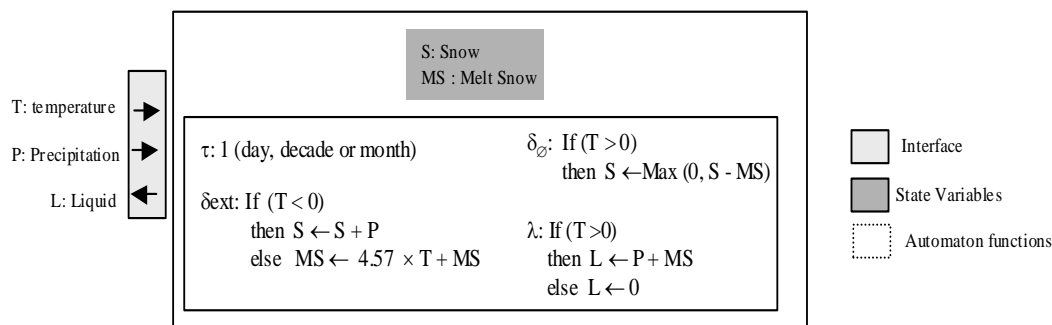 S: Snow
MS : Melt Snow
T: temperature
P: Precipitation
L: Liquid
τ: 1 (day, decade or month)
δext: If (T < 0)
then S ← S + P
else MS ← 4.57 × T + MS
δ∅: If (T > 0)
then S ← Max (0, S - MS)
λ: If (T >0)
then L ← P + MS
else L ← 0
Interface
State Variables
Automaton functions